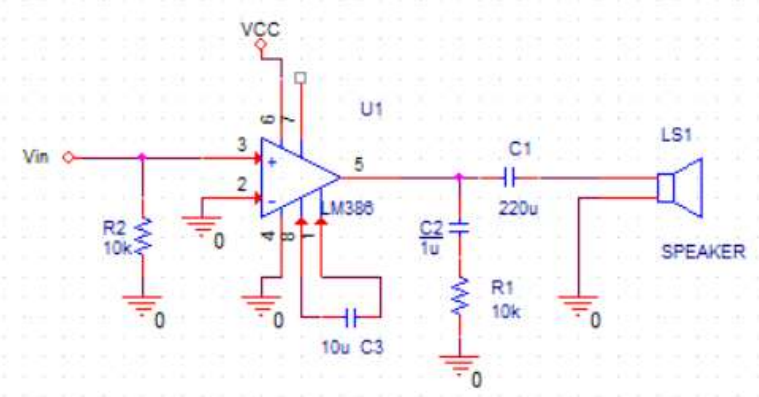 VCC
U1
6
7
Vin
3
+
2
-
5
LM386
C1
220u
LS1
SPEAKER
R2
10k
0
4
8
1
C2
1u
0
0
R1
10k
0
10u C3
0